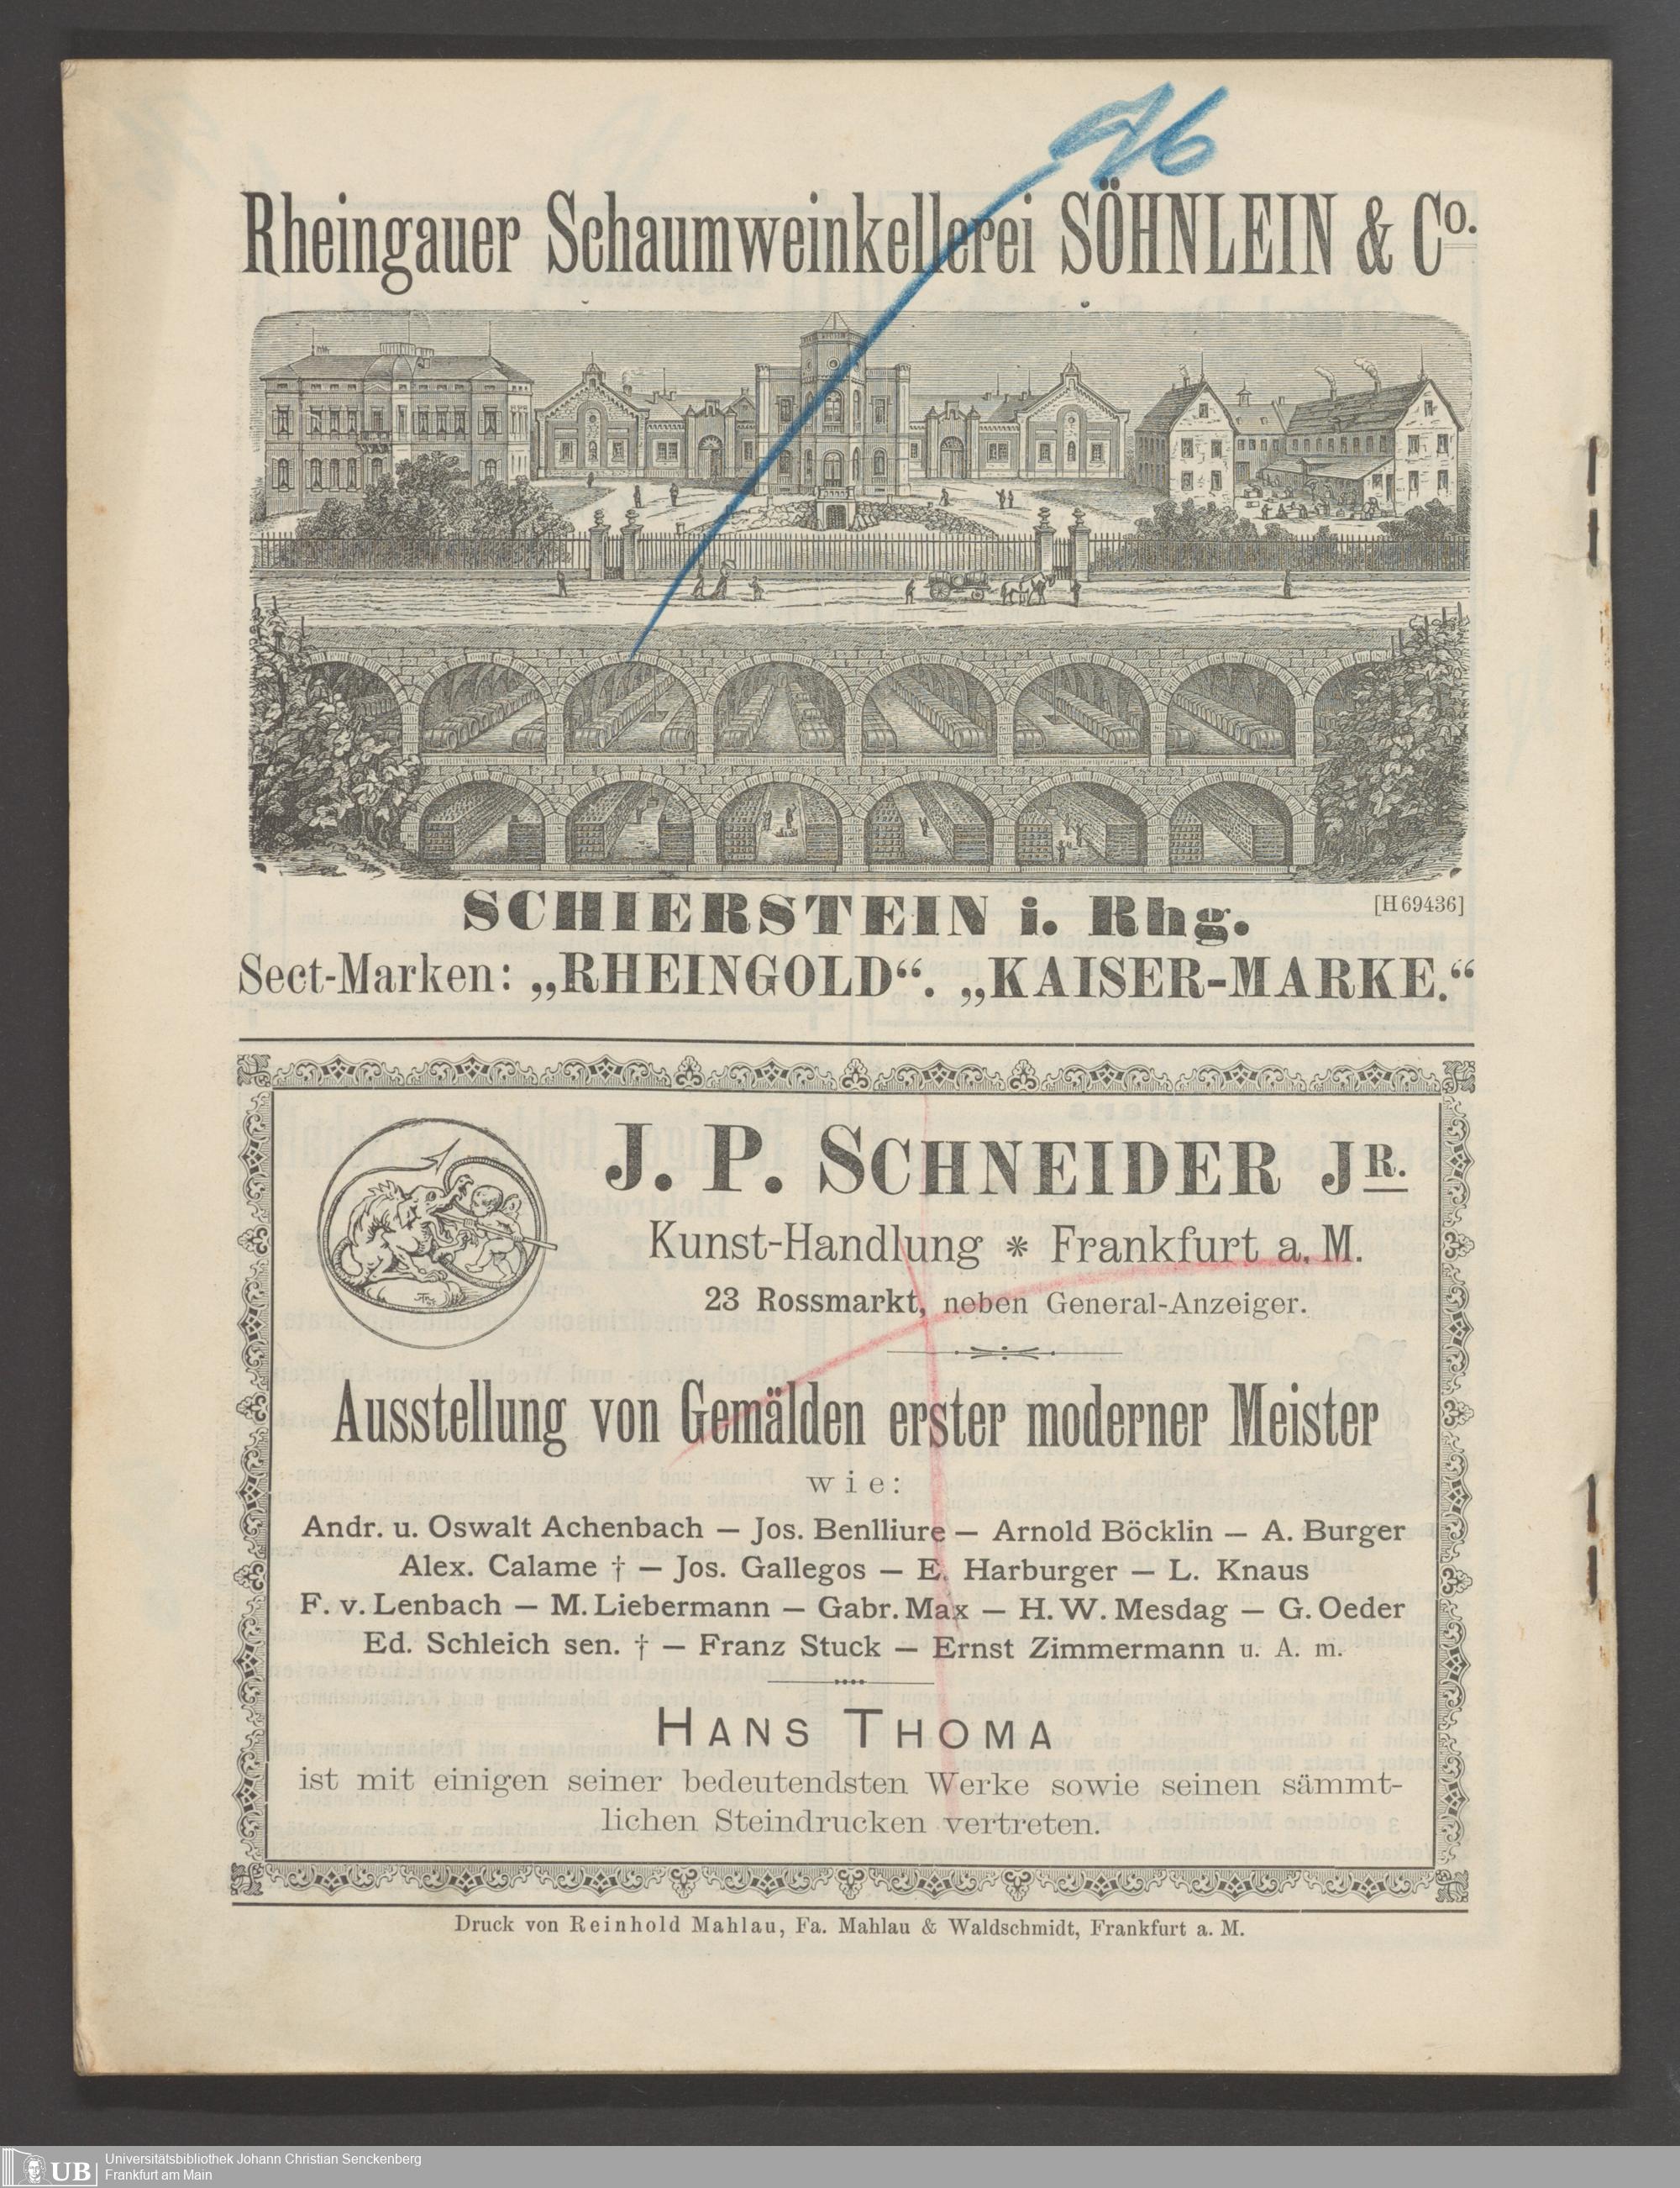 96
Rheingauer Schaumweinkellerei SÖHNLEIN & Co.
SCHIERSTEIN i. Rhg.
[H69436]
Sect-Marken: „RHEINGOLD“. „KAISER-MARKE.“
J. P. SCHNEIDER JR.
Kunst-Handlung * Frankfurt a. M.
23 Rossmarkt, neben General-Anzeiger.
Ausstellung von Gemälden erster moderner Meister
wie:
Andr. u. Oswalt Achenbach — Jos. Benlliure — Arnold Böcklin — A. Burger
Alex. Calame † — Jos. Gallegos — E. Harburger — L. Knaus
F. v. Lenbach — M. Liebermann — Gabr. Max — H. W. Mesdag — G. Oeder
Ed. Schleich sen. † — Franz Stuck — Ernst Zimmermann u. A. m.
HANS THOMA
ist mit einigen seiner bedeutendsten Werke sowie seinen sämmt-
lichen Steindrucken vertreten.
Druck von Reinhold Mahlau, Fa. Mahlau & Waldschmidt, Frankfurt a. M.
UB
Universitätsbibliothek Johann Christian Senckenberg
Frankfurt am Main